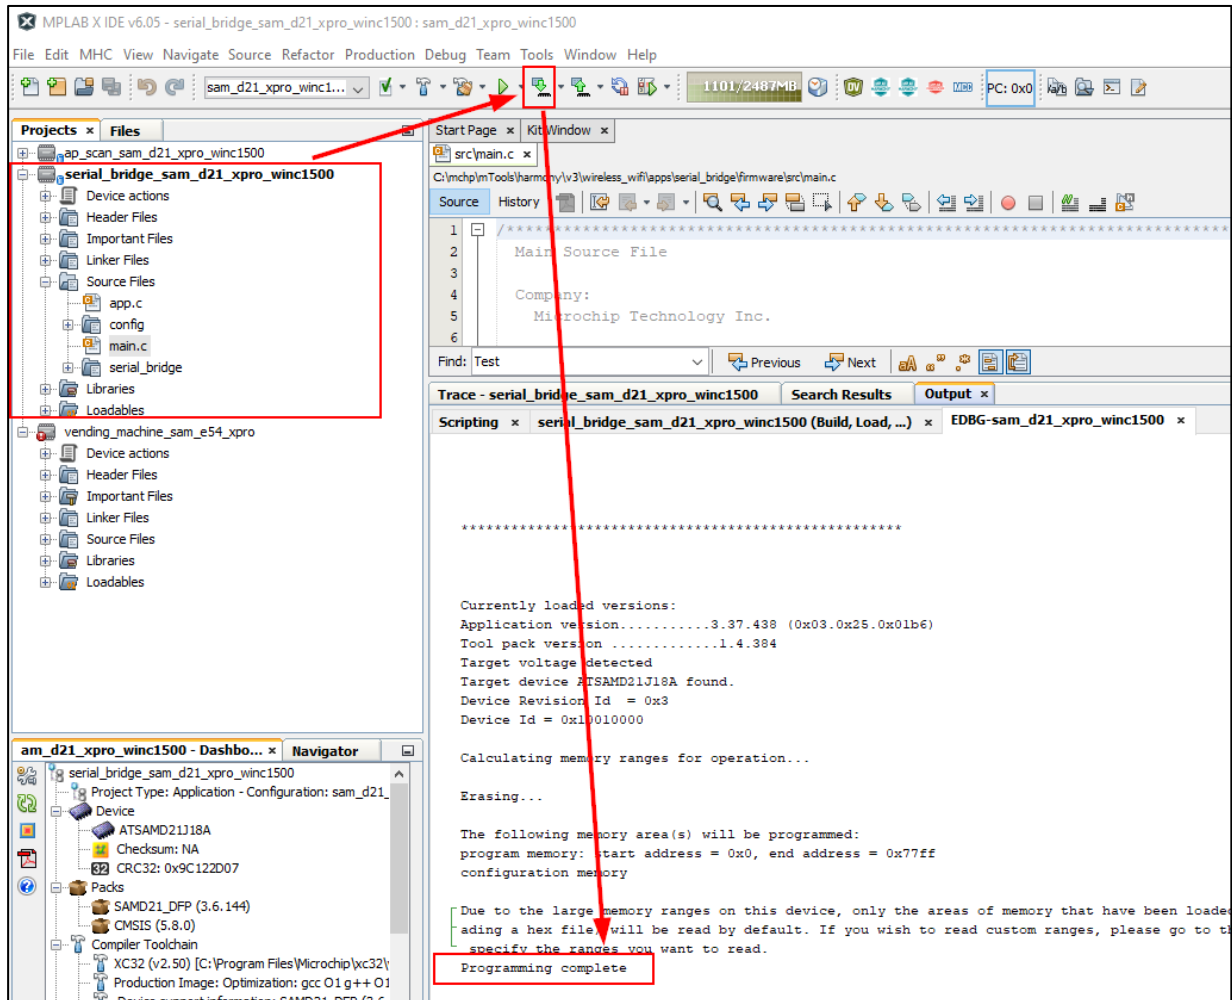 MPLAB X IDE v6.05 - serial_bridge_sam_d21_xpro_winc1500 : sam_d21_xpro_winc1500
File Edit MHC View Navigate Source Refactor Production Debug Team Tools Window Help
sam_d21_xpro_winc1... 1101/2487MB PC: 0x0
Projects Files
ap_scan_sam_d21_xpro_winc1500
serial_bridge_sam_d21_xpro_winc1500
Device actions
Header Files
Important Files
Linker Files
Source Files
app.c
config
main.c
serial_bridge
Libraries
Loadables
vending_machine_sam_e54_xpro
Device actions
Header Files
Important Files
Linker Files
Source Files
Libraries
Loadables
am_d21_xpro_winc1500 - Dashbo... Navigator
serial_bridge_sam_d21_xpro_winc1500
Project Type: Application - Configuration: sam_d21_
Device
ATSAMD21J18A
Checksum: NA
32 CRC32: 0x9C122D07
Packs
SAMD21_DFP (3.6.144)
CMSIS (5.8.0)
Compiler Toolchain
XC32 (v2.50) [C:\Program Files\Microchip\xc32\
Production Image: Optimization: gcc O1 g++ O1
Device support information: SAMD21_DFP (3.6
Start Page Kit Window
src\main.c
C:\mchp\mTools\harmony\v3\wireless_wifi\apps\serial_bridge\firmware\src\main.c
Source History
1 /*******************************************************************************
2 Main Source File
3
4 Company:
5 Microchip Technology Inc.
6
Find: Test Previous Next
Trace - serial_bridge_sam_d21_xpro_winc1500 Search Results Output
Scripting serial_bridge_sam_d21_xpro_winc1500 (Build, Load, ...) EDBG-sam_d21_xpro_winc1500
*****************************************************
Currently loaded versions:
Application version...........3.37.438 (0x03.0x25.0x01b6)
Tool pack version .............1.4.384
Target voltage detected
Target device ATSAMD21J18A found.
Device Revision Id = 0x3
Device Id = 0x10010000
Calculating memory ranges for operation...
Erasing...
The following memory area(s) will be programmed:
program memory: start address = 0x0, end address = 0x77ff
configuration memory
Due to the large memory ranges on this device, only the areas of memory that have been loade
ading a hex file, will be read by default. If you wish to read custom ranges, please go to th
specify the ranges you want to read.
Programming complete